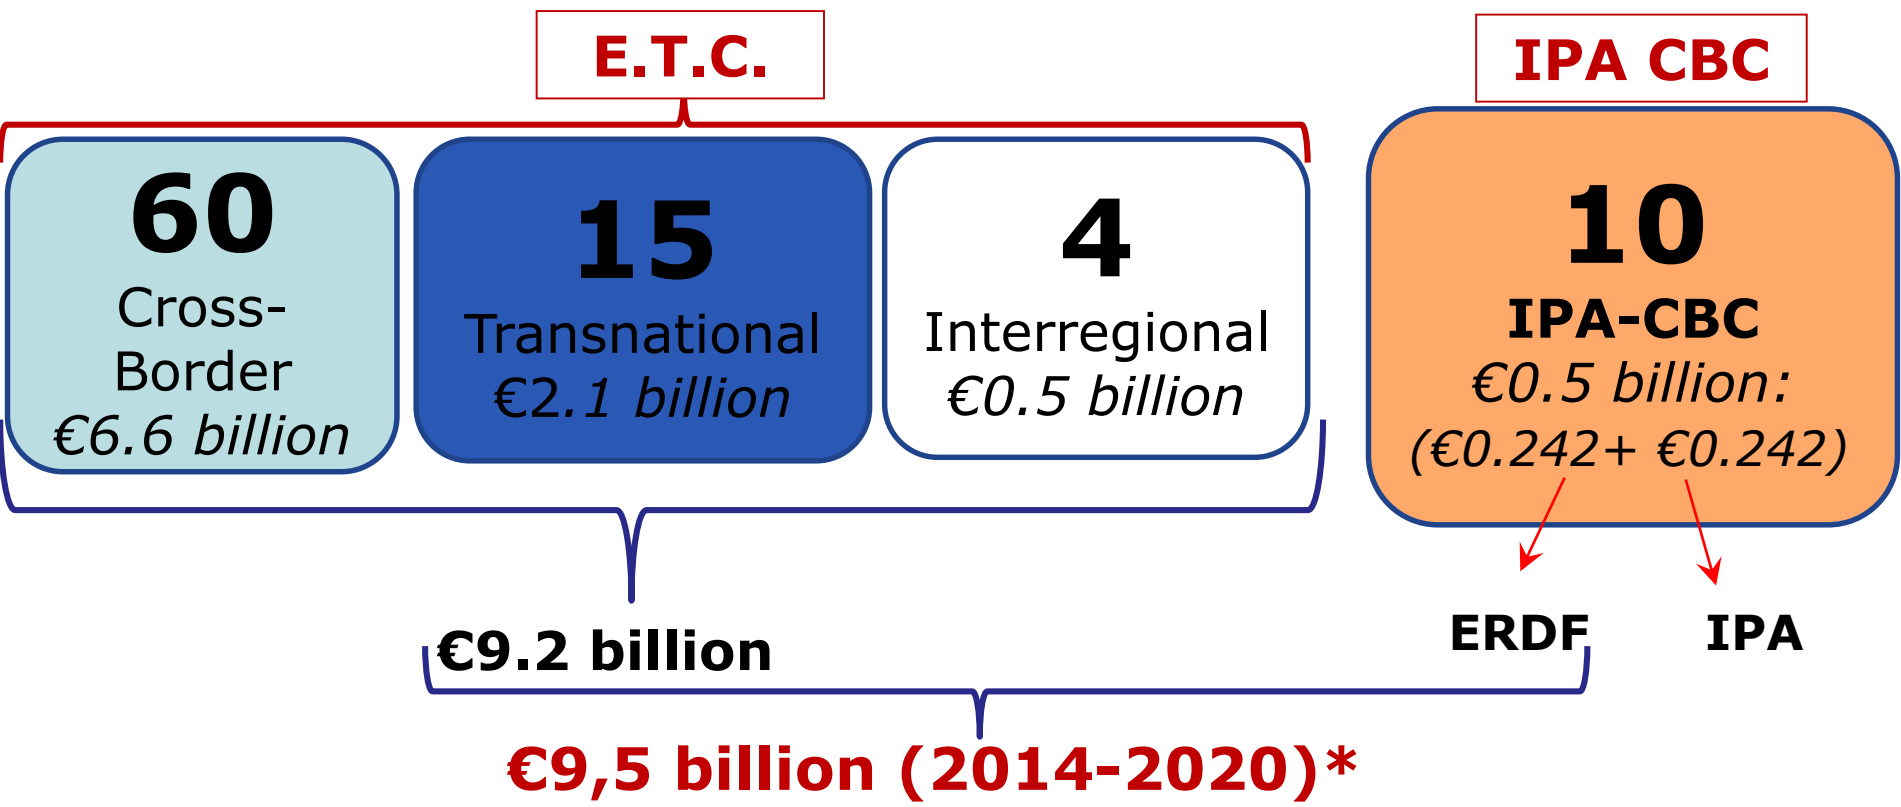 E.T.C.
IPA CBC
60
Cross-
Border
€6.6 billion
15
Transnational
€2.1 billion
4
Interregional
€0.5 billion
10
IPA-CBC
€0.5 billion:
(€0.242+ €0.242)
ERDF
IPA
€9.2 billion
€9,5 billion (2014-2020)*